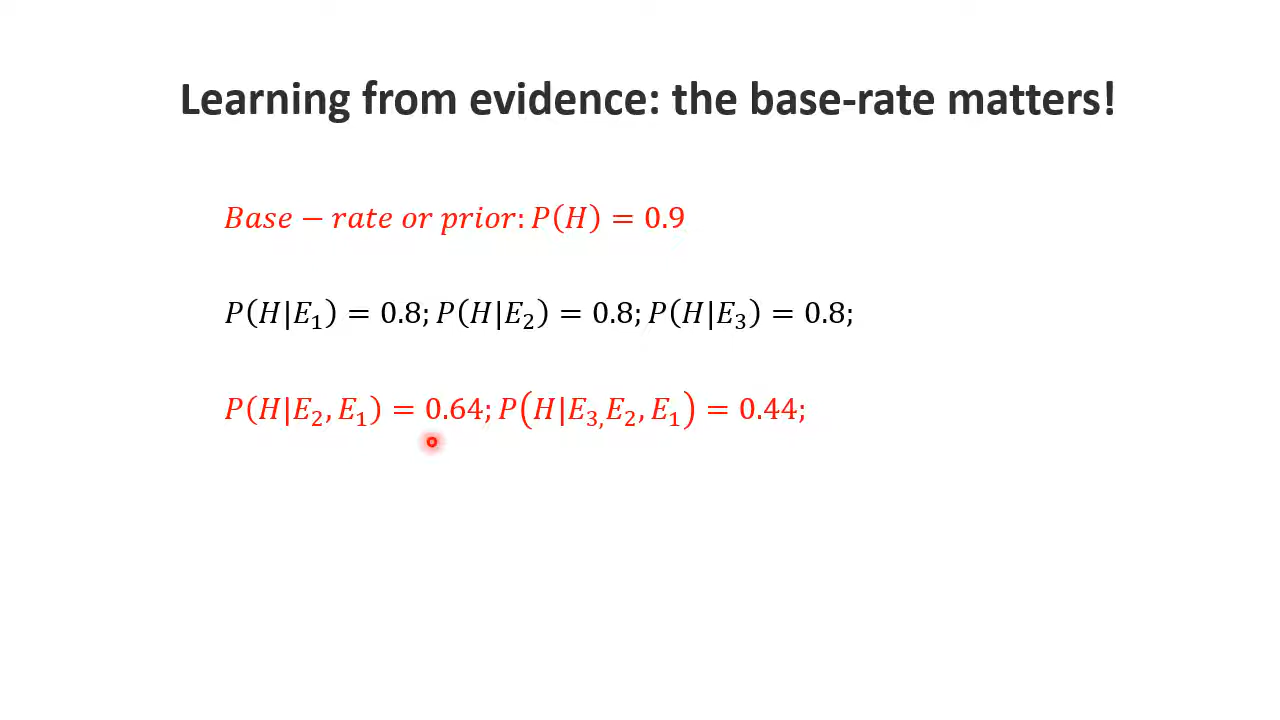 Learning from evidence: the base-rate matters!
Base − rate or prior: P(H) = 0.9
P(H|E₁) = 0.8; P(H|E₂) = 0.8; P(H|E₃) = 0.8;
P(H|E₂, E₁) = 0.64; P(H|E₃, E₂, E₁) = 0.44;